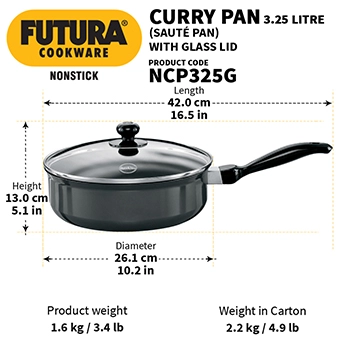 FUTURA®
COOKWARE
NONSTICK
CURRY PAN 3.25 LITRE
(SAUTÉ PAN)
WITH GLASS LID
PRODUCT CODE
NCP325G
Length
42.0 cm
16.5 in
Height
13.0 cm
5.1 in
Diameter
26.1 cm
10.2 in
Product weight
1.6 kg / 3.4 lb
Weight in Carton
2.2 kg / 4.9 lb